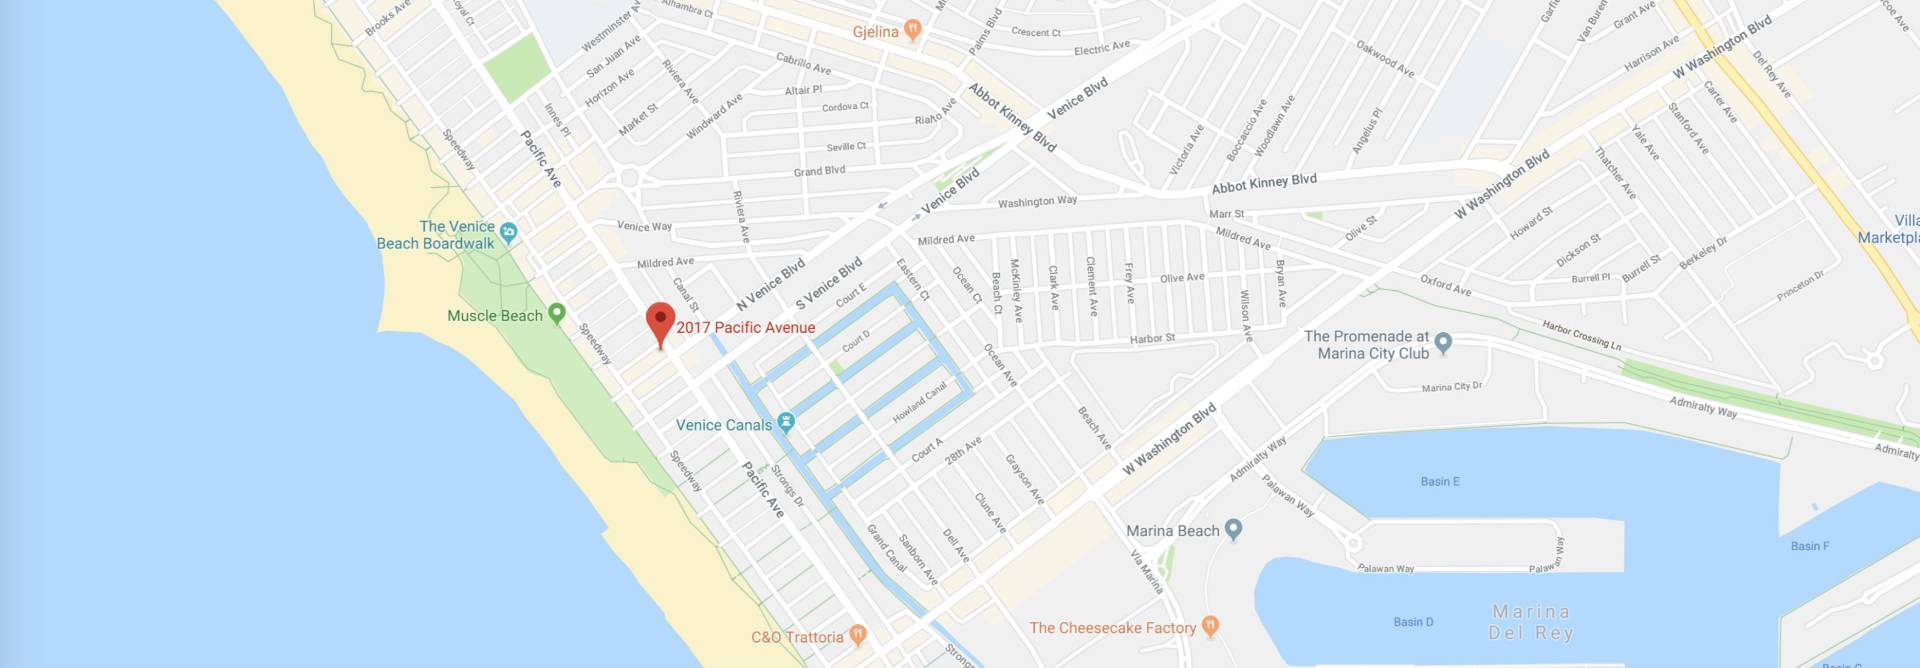 Brooks Ave
Loyal Ct
Westminster Av
Alhambra Ct
Gjelina
Palms Blvd
Crescent Ct
Electric Ave
Oakwood Ave
Van Buren
Grant Ave
Harrison Ave
W Washington Blvd
Del Rey Ave
San Juan Ave
Horizon Ave
Riviera Ave
Cabrillo Ave
Altair Pl
Cordova Ct
Market St
Windward Ave
Rialto Ave
Abbot Kinney Blvd
Venice Blvd
Innes Pl
Speedway
Pacific Ave
Seville Ct
Grand Blvd
Victoria Ave
Boccaccio Ave
Woodlawn Ave
Angelus Pl
Carter Ave
Stanford Ave
Yale Ave
Thatcher Ave
Abbot Kinney Blvd
W Washington Blvd
Venice Blvd
Washington Way
Riviera Ave
Venice Way
Marr St
Mildred Ave
Olive St
Howard St
Dickson St
Burrell Pl
Burrell St
Berkeley Dr
Princeton Dr
Villa
Marketpl
The Venice
Beach Boardwalk
Mildred Ave
Mildred Ave
Canal St
N Venice Blvd
S Venice Blvd
Court E
Eastern Ct
Ocean Ct
Beach Ct
McKinley Ave
Clark Ave
Clement Ave
Frey Ave
Olive Ave
Wilson Ave
Bryan Ave
Oxford Ave
Harbor Crossing Ln
Muscle Beach
Speedway
2017 Pacific Avenue
Court D
Howland Canal
Ocean Ave
Harbor St
The Promenade at
Marina City Club
Marina City Dr
Admiralty Way
Admiralty
Venice Canals
Court A
28th Ave
Beach Ave
W Washington Blvd
Admiralty Way
Palawan Way
Speedway
Pacific Ave
Strongs Dr
Grayson Ave
Clune Ave
Dell Ave
Sanborn Ave
Grand Canal
Marina Beach
Via Marina
Basin E
Basin F
Palawan Way
Palawan Way
Marina
Del Rey
Basin D
C&O Trattoria
The Cheesecake Factory
Strongs